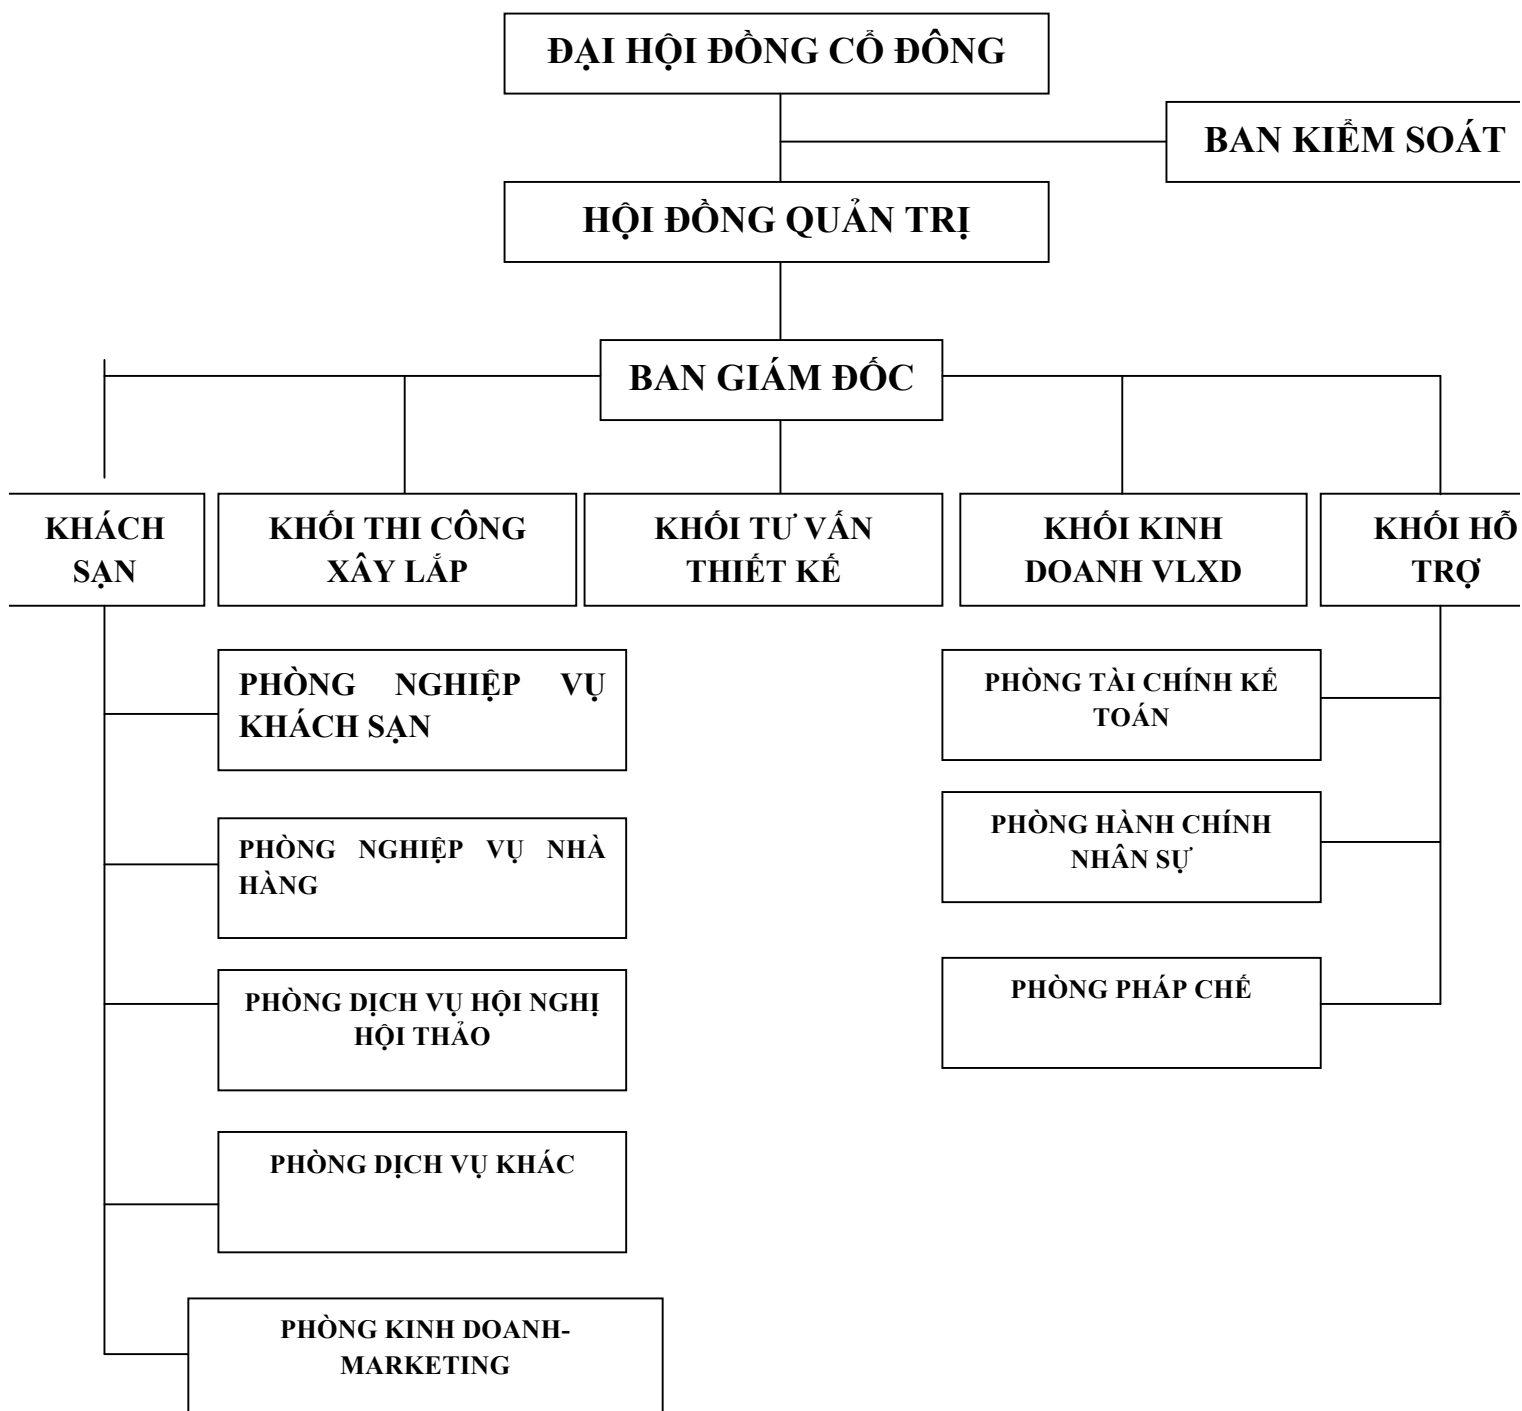 ĐẠI HỘI ĐỒNG CỔ ĐÔNG
BAN KIỂM SOÁT
HỘI ĐỒNG QUẢN TRỊ
BAN GIÁM ĐỐC
KHÁCH
SẠN
KHỐI THI CÔNG
XÂY LẮP
KHỐI TƯ VẤN
THIẾT KẾ
KHỐI KINH
DOANH VLXD
KHỐI HỖ
TRỢ
PHÒNG NGHIỆP VỤ
KHÁCH SẠN
PHÒNG NGHIỆP VỤ NHÀ
HÀNG
PHÒNG DỊCH VỤ HỘI NGHỊ
HỘI THẢO
PHÒNG DỊCH VỤ KHÁC
PHÒNG KINH DOANH-
MARKETING
PHÒNG TÀI CHÍNH KẾ
TOÁN
PHÒNG HÀNH CHÍNH
NHÂN SỰ
PHÒNG PHÁP CHẾ